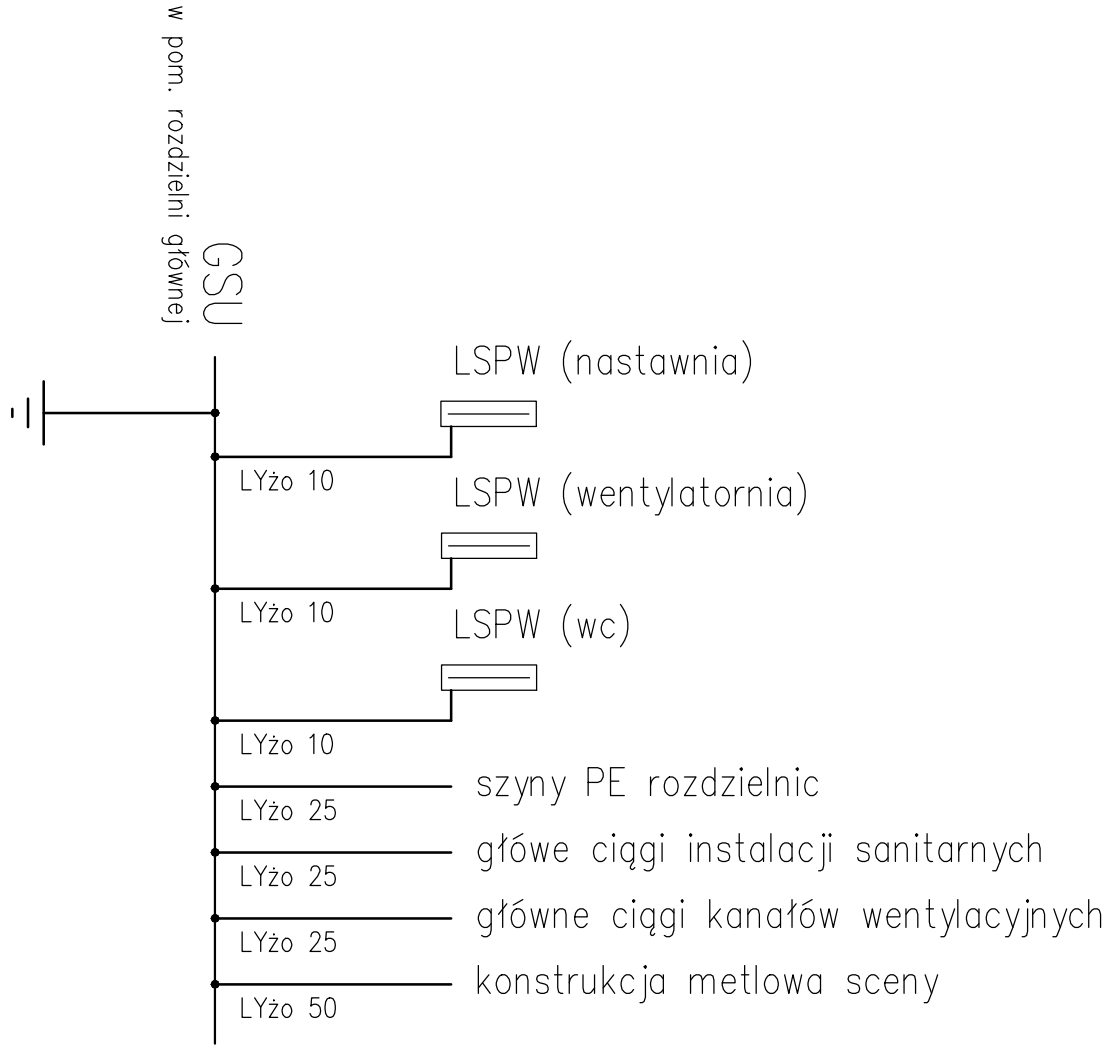 w pom. rozdzielni głównej
GSU
LSPW (nastawnia)
LYżo 10
LSPW (wentylatornia)
LYżo 10
LSPW (wc)
LYżo 10
szyny PE rozdzielnic
LYżo 25
główe ciągi instalacji sanitarnych
LYżo 25
główne ciągi kanałów wentylacyjnych
LYżo 25
konstrukcja metlowa sceny
LYżo 50